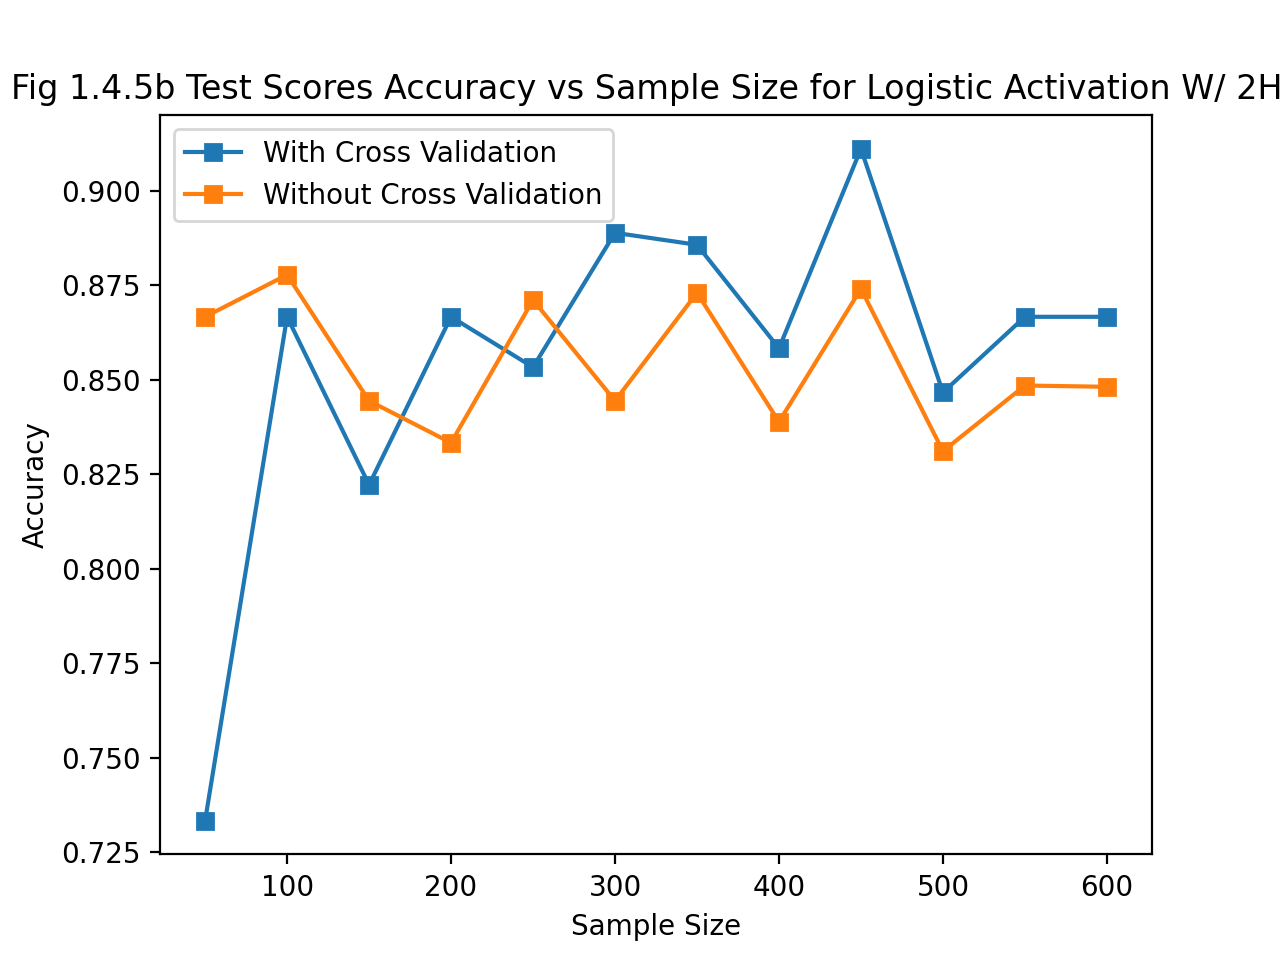 Fig 1.4.5b Test Scores Accuracy vs Sample Size for Logistic Activation W/ 2H
With Cross Validation
Without Cross Validation
0.900
0.875
0.850
0.825
0.800
0.775
0.750
0.725
Accuracy
100 200 300 400 500 600
Sample Size